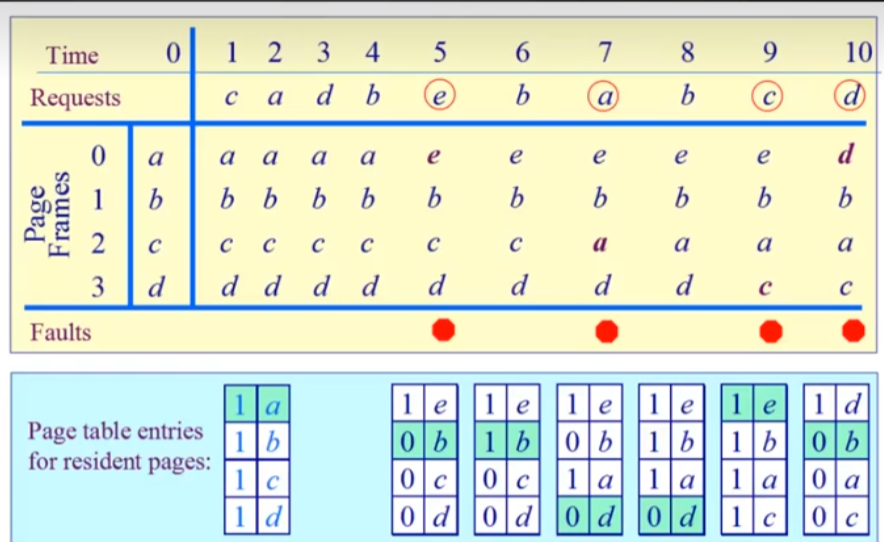 Time 0 1 2 3 4 5 6 7 8 9 10
Requests c a d b e b a b c d
Page Frames
0 a a a a a e e e e e d
1 b b b b b b b b b b b
2 c c c c c c c a a a a
3 d d d d d d d d d c c
Faults
Page table entries
for resident pages:
1 a 1 e 1 e 1 e 1 e 1 e 1 d
1 b 0 b 1 b 0 b 1 b 1 b 0 b
1 c 0 c 0 c 1 a 1 a 1 a 0 a
1 d 0 d 0 d 0 d 0 d 1 c 0 c